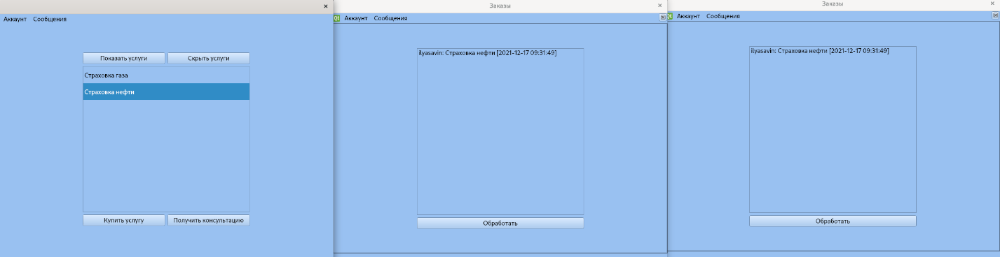 Аккаунт Сообщения
Показать услуги Скрыть услуги
Страховка газа
Страховка нефти
Купить услугу Получить консультацию
Заказы
Qt Аккаунт Сообщения
ilyasavin: Страховка нефти [2021-12-17 09:31:49]
Обработать
Заказы
Qt Аккаунт Сообщения
ilyasavin: Страховка нефти [2021-12-17 09:31:49]
Обработать